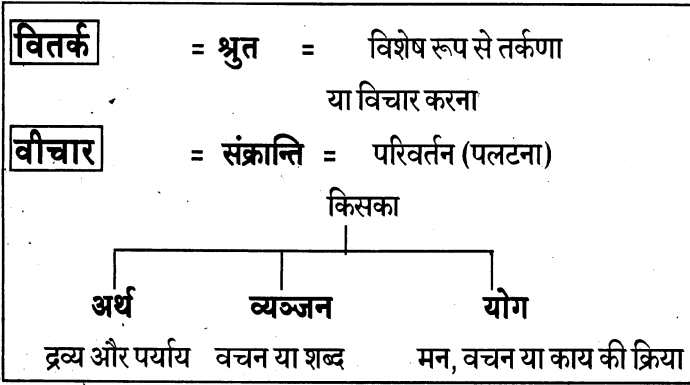 वितर्क = श्रुत = विशेष रूप से तर्कणा
या विचार करना
वीचार = संक्रान्ति = परिवर्तन (पलटना)
किसका
अर्थ व्यञ्जन योग
द्रव्य और पर्याय वचन या शब्द मन, वचन या काय की क्रिया